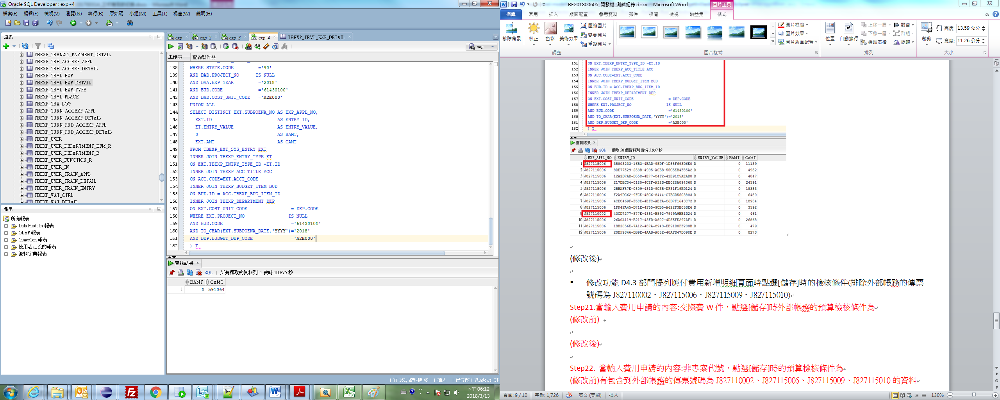 Oracle SQL Developer : exp~4
檔案(F) 編輯(E) 檢視(V) 瀏覽(N) 執行(R) 原始碼 小組(M) 工具(T) 視窗(W) 說明(H)
連線
TBEXP_TRANSIT_PAYMENT_DETAIL
TBEXP_TRB_ACCEXP_APPL
TBEXP_TRB_ACCEXP_DETAIL
TBEXP_TRVL_EXP
TBEXP_TRVL_EXP_DETAIL
TBEXP_TRVL_EXP_TYPE
TBEXP_TRVL_PLACE
TBEXP_TRX_LOG
TBEXP_TURN_ACCEXP_APPL
TBEXP_TURN_ACCEXP_DETAIL
TBEXP_TURN_PRD_ACCEXP_APPL
TBEXP_TURN_PRD_ACCEXP_DETAIL
TBEXP_USER
TBEXP_USER_DEPARTMENT_BFM_R
TBEXP_USER_DEPARTMENT_R
TBEXP_USER_FUNCTION_R
TBEXP_USER_IN
TBEXP_USER_TRAIN_APPL
TBEXP_USER_TRAIN_DETAIL
TBEXP_USER_TRAIN_ENTRY
TBEXP_VAT_CTRL
TBEXP_VAT_DETAIL
報表
所有報表
Data Modeler 報表
OLAP 報表
TimesTen 報表
使用者定義的報表
資料字典報表
exp exp~2 exp~3 exp~4 TBEXP_TRVL_EXP_DETAIL
exp
工作表 查詢製作器
138 WHERE STATE.CODE ='90'
139 AND DAD.PROJECT_NO IS NULL
140 AND DAA.EXP_YEAR ='2018'
141 AND BUD.CODE ='61430100'
142 AND DAD.COST_UNIT_CODE ='A2E000'
143 UNION ALL
144 SELECT DISTINCT EXT.SUBPOENA_NO AS EXP_APPL_NO,
145 EXT.ID AS ENTRY_ID,
146 ET.ENTRY_VALUE AS ENTRY_VALUE,
147 0 AS BAMT,
148 EXT.AMT AS CAMT
149 FROM TBEXP_EXT_SYS_ENTRY EXT
150 INNER JOIN TBEXP_ENTRY_TYPE ET
151 ON EXT.TBEXP_ENTRY_TYPE_ID =ET.ID
152 INNER JOIN TBEXP_ACC_TITLE ACC
153 ON ACC.CODE=EXT.ACCT_CODE
154 INNER JOIN TBEXP_BUDGET_ITEM BUD
155 ON BUD.ID = ACC.TBEXP_BUG_ITEM_ID
156 INNER JOIN TBEXP_DEPARTMENT DEP
157 ON EXT.COST_UNIT_CODE = DEP.CODE
158 WHERE EXT.PROJECT_NO IS NULL
159 AND BUD.CODE ='61430100'
160 AND TO_CHAR(EXT.SUBPOENA_DATE,'YYYY')='2018'
161 AND DEP.BUDGET_DEP_CODE ='A2E000'
162 ) T
查詢結果
SQL | 所有擷取的資料列: 1 費時 10.875 秒
BAMT CAMT
1 0 591064
行 161, 資料欄 49 | 插入 | 已修改 | Windows: CF
下午 06:12
2018/3/13
RE201800605_開發機_測試紀錄.docx - Microsoft Word
圖片工具
檔案 常用 插入 版面配置 參考資料 郵件 校閱 檢視 增益集 格式
移除背景 校正 色彩 美術效果 壓縮圖片 變更圖片 重設圖片
調整
圖片樣式
圖片框線 圖片效果 圖片版面配置
位置 自動換行 上移一層 下移一層 選取窗格 對齊 群組 旋轉
排列
裁剪 高度: 13.59 公分 寬度: 11.26 公分
大小
151 ON EXT.TBEXP_ENTRY_TYPE_ID =ET.ID
152 INNER JOIN TBEXP_ACC_TITLE ACC
153 ON ACC.CODE=EXT.ACCT_CODE
154 INNER JOIN TBEXP_BUDGET_ITEM BUD
155 ON BUD.ID = ACC.TBEXP_BUG_ITEM_ID
156 INNER JOIN TBEXP_DEPARTMENT DEP
157 ON EXT.COST_UNIT_CODE = DEP.CODE
158 WHERE EXT.PROJECT_NO IS NULL
159 AND BUD.CODE ='61430100'
160 AND TO_CHAR(EXT.SUBPOENA_DATE,'YYYY')='2018'
161 AND DEP.BUDGET_DEP_CODE ='A2E000'
162 ) T
查詢結果
SQL | 擷取 50 個資料列 費時 3.937 秒
EXP_APPL_NO ENTRY_ID ENTRY_VALUE BAMT CAMT
1 J827115006 35803233-16B3-4EAD-95DF-1D88F693D6E0 D 0 11139
2 J827115006 8DE77E29-253B-4995-A0BB-55C5EB4F85A2 D 0 4952
3 J827115006 12A2D7AD-D558-4E77-84F2-41E91C5AEAD0 D 0 4047
4 J827115006 217DEC04-0180-4C2F-A32D-EE028A094368 D 0 24591
5 J827115006 2BBAF87E-0809-431D-9C3B-DF31F19ED124 D 0 18353
6 J827115006 F2A9DC62-9FCE-45C6-8444-C7BCD5603803 D 0 6480
7 J827115006 4CEC469F-F68E-4EFC-AEFA-C6D7F1643C72 D 0 18954
8 J827115006 1FF4FA45-D71E-4F55-9CB5-A622F3B05DE6 D 0 3592
9 J827110002 43CD7277-877E-4351-B592-7949A9BB1D24 D 0 461
10 J827115006 26A0A119-E217-43FD-A807-4D3EFE297AF1 D 0 26868
11 J827115006 1BB2056E-7A12-487A-8943-EE91D0FF200B D 0 479
12 J827115006 20DF9346-DB9E-4AAB-A05E-40AFD47D098E D 0 8273
(修改後)
▪ 修改功能 D4.3 部門提列應付費用新增明細頁面時點選[儲存]時的檢核條件(排除外部帳務的傳票
號碼為 J827110002、J827115006、J827115009、J827115010)
Step21.當輸入費用申請的內容:交際費 W 件，點選[儲存]時外部帳務的預算檢核條件為
(修改前)
(修改後)
Step22. 當輸入費用申請的內容:非專案代號，點選[儲存]時的預算檢核條件為
(修改前)有包含到外部帳務的傳票號碼為 J827110002、J827115006、J827115009、J827115010 的資料
頁面: 9 / 10 字數: 1,726 英文 (美國) 插入 130%